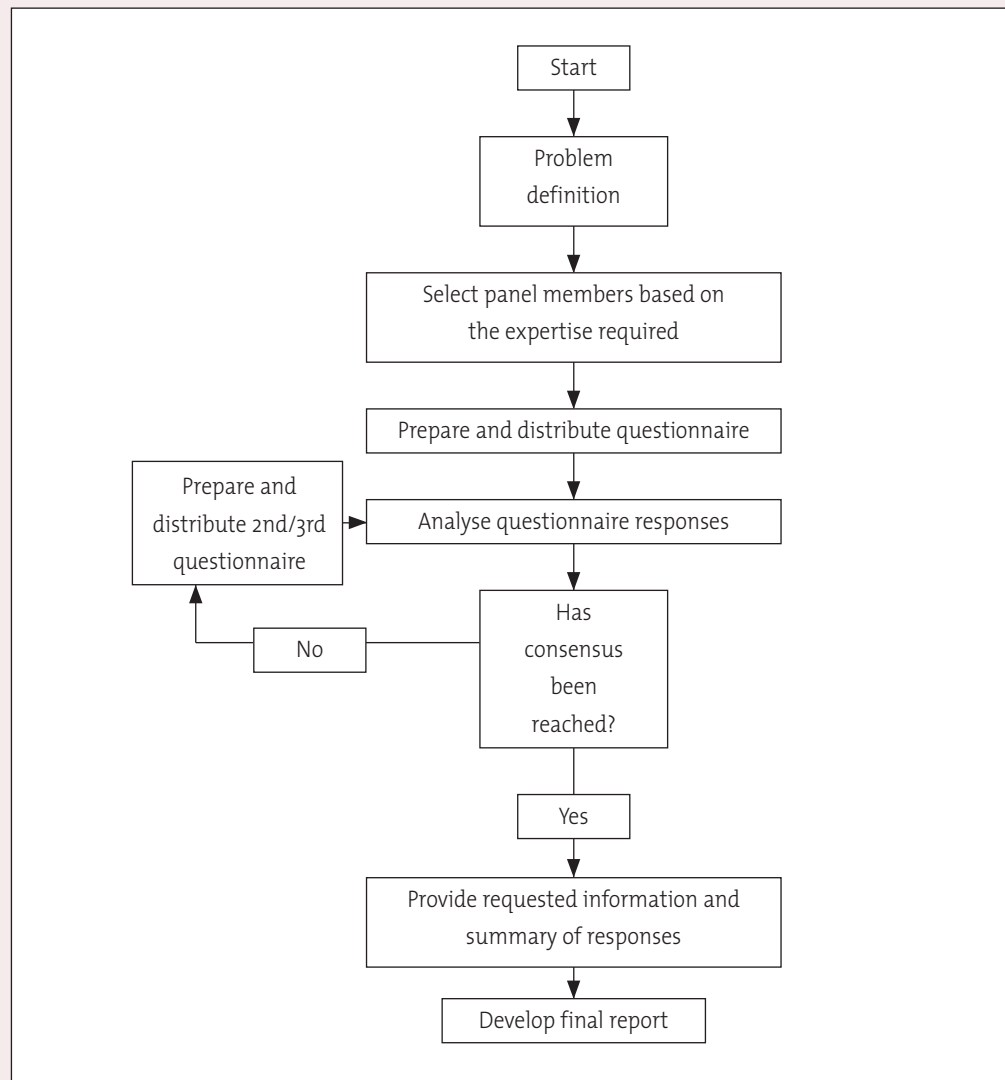 Start
Problem
definition
Select panel members based on
the expertise required
Prepare and distribute questionnaire
Prepare and
distribute 2nd/3rd
questionnaire
Analyse questionnaire responses
Has
consensus
been
reached?
No
Yes
Provide requested information and
summary of responses
Develop final report